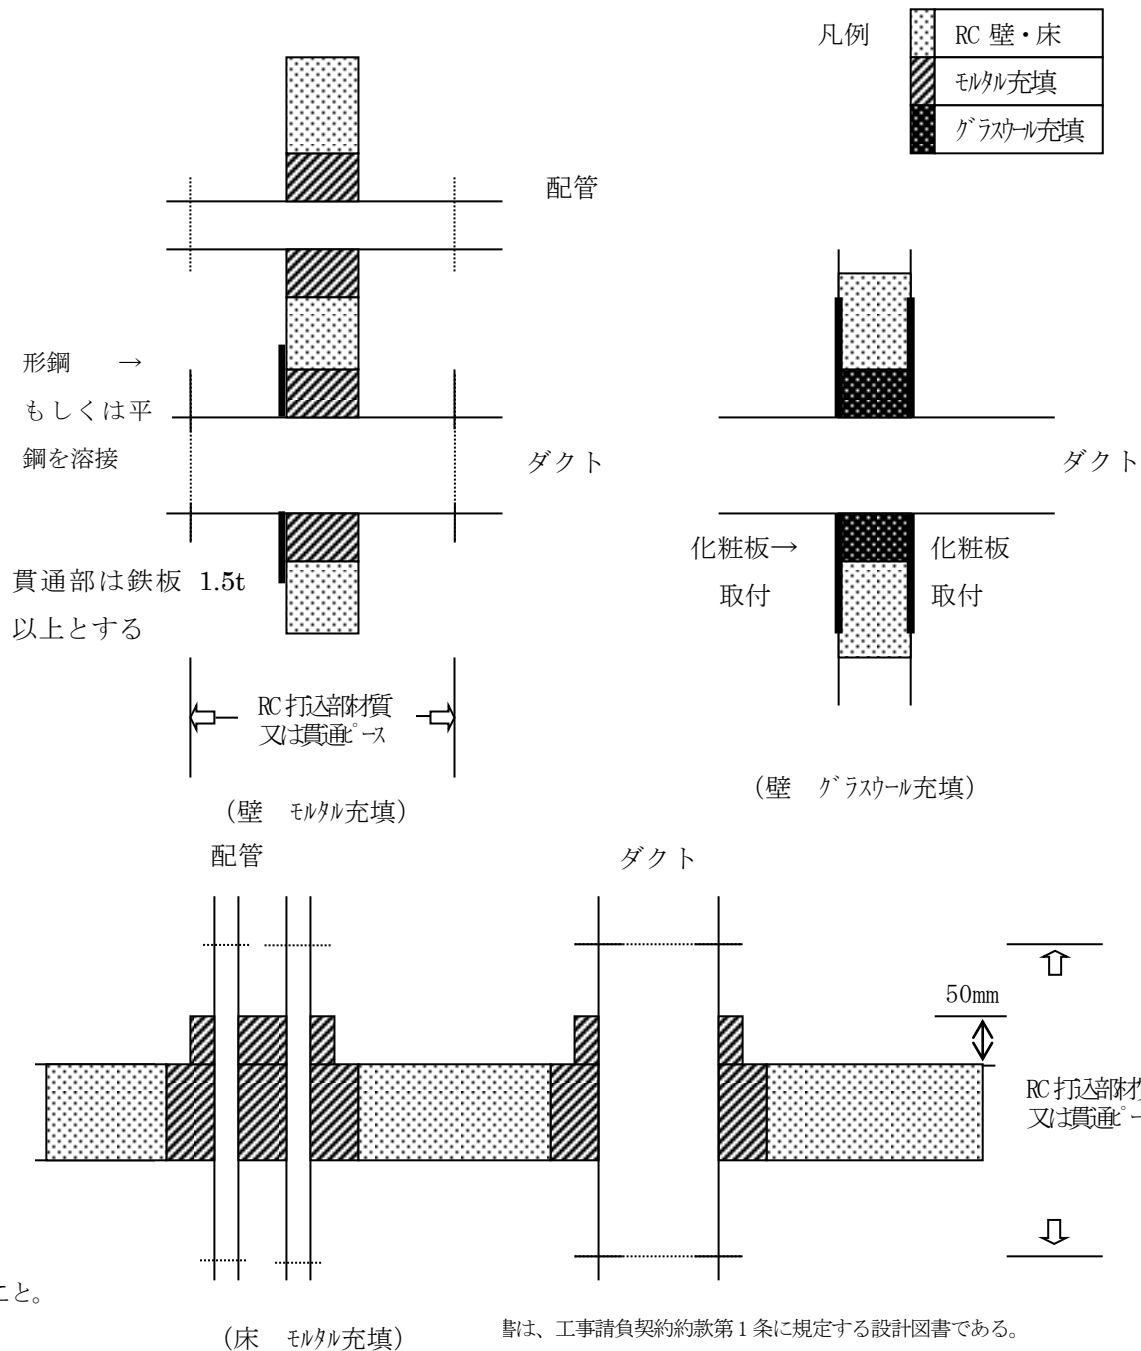 凡例
RC 壁・床
モルタル充填
グラスウール充填
配管
形鋼　→
もしくは平
鋼を溶接
ダクト
ダクト
化粧板→
取付
化粧板
取付
貫通部は鉄板 1.5t
以上とする
RC 打込部材質
又は貫通ピース
（壁　モルタル充填）
（壁　グラスウール充填）
配管
ダクト
50mm
RC 打込部材
又は貫通ピー
こと。
（床　モルタル充填）
書は、工事請負契約約款第１条に規定する設計図書である。